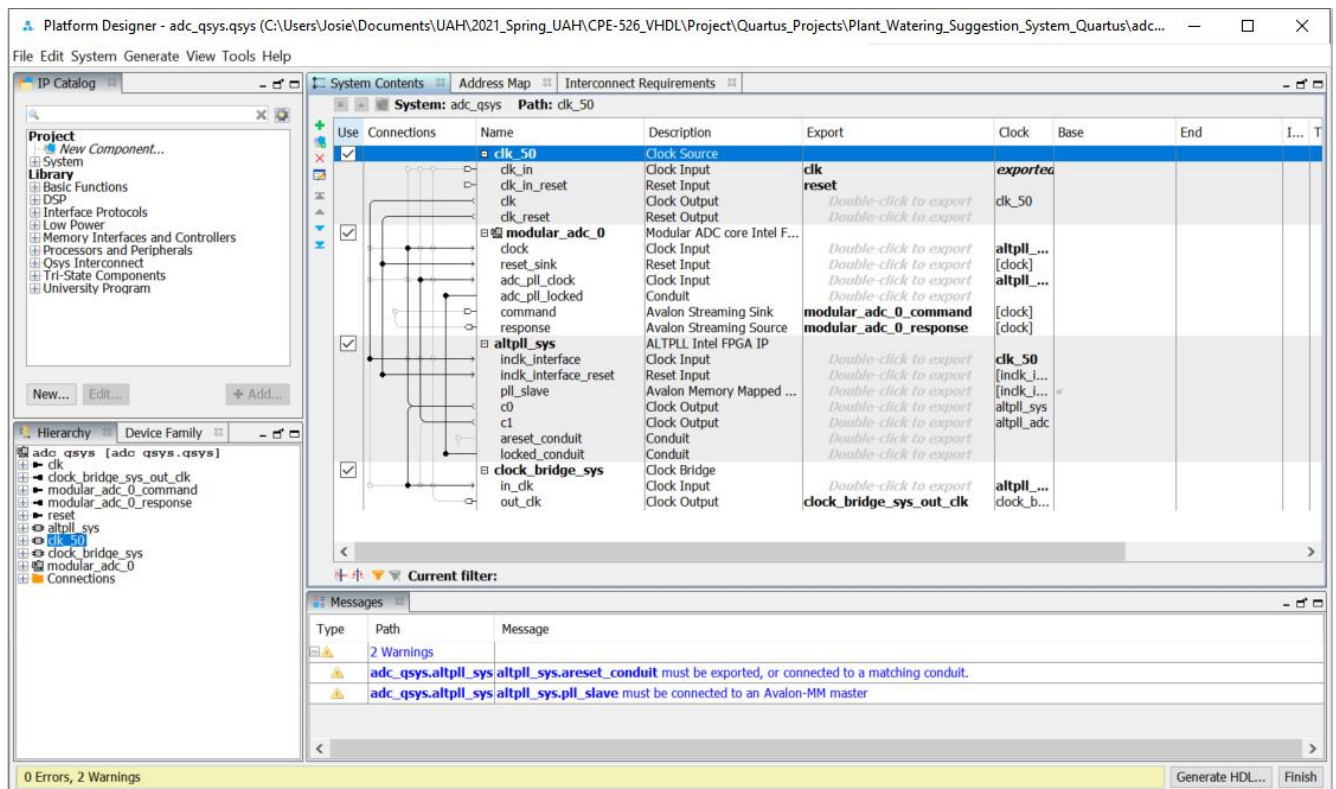 Platform Designer - adc_qsys.qsys (C:\Users\Josie\Documents\UAH\2021_Spring_UAH\CPE-526_VHDL\Project\Quartus_Projects\Plant_Watering_Suggestion_System_Quartus\adc...
File Edit System Generate View Tools Help
IP Catalog
Project
New Component...
System
Library
Basic Functions
DSP
Interface Protocols
Low Power
Memory Interfaces and Controllers
Processors and Peripherals
Qsys Interconnect
Tri-State Components
University Program
New... Edit... Add...
Hierarchy Device Family
adc_qsys [adc_qsys.qsys]
clk
clock_bridge_sys_out_clk
modular_adc_0_command
modular_adc_0_response
reset
altpll_sys
clk_50
clock_bridge_sys
modular_adc_0
Connections
System Contents Address Map Interconnect Requirements
System: adc_qsys Path: clk_50
Use Connections Name Description Export Clock Base End I... T
clk_50 Clock Source
clk_in Clock Input clk exported
clk_in_reset Reset Input reset
clk Clock Output Double-click to export clk_50
clk_reset Reset Output Double-click to export
modular_adc_0 Modular ADC core Intel F...
clock Clock Input Double-click to export altpll_...
reset_sink Reset Input Double-click to export [clock]
adc_pll_clock Clock Input Double-click to export altpll_...
adc_pll_locked Conduit Double-click to export
command Avalon Streaming Sink modular_adc_0_command [clock]
response Avalon Streaming Source modular_adc_0_response [clock]
altpll_sys ALTPLL Intel FPGA IP
inclk_interface Clock Input Double-click to export clk_50
inclk_interface_reset Reset Input Double-click to export [inclk_i...
pll_slave Avalon Memory Mapped ... Double-click to export [inclk_i...
c0 Clock Output Double-click to export altpll_sys
c1 Clock Output Double-click to export altpll_adc
areset_conduit Conduit Double-click to export
locked_conduit Conduit Double-click to export
clock_bridge_sys Clock Bridge
in_clk Clock Input Double-click to export altpll_...
out_clk Clock Output clock_bridge_sys_out_clk clock_b...
Current filter:
Messages
Type Path Message
2 Warnings
adc_qsys.altpll_sys altpll_sys.areset_conduit must be exported, or connected to a matching conduit.
adc_qsys.altpll_sys altpll_sys.pll_slave must be connected to an Avalon-MM master
0 Errors, 2 Warnings
Generate HDL... Finish